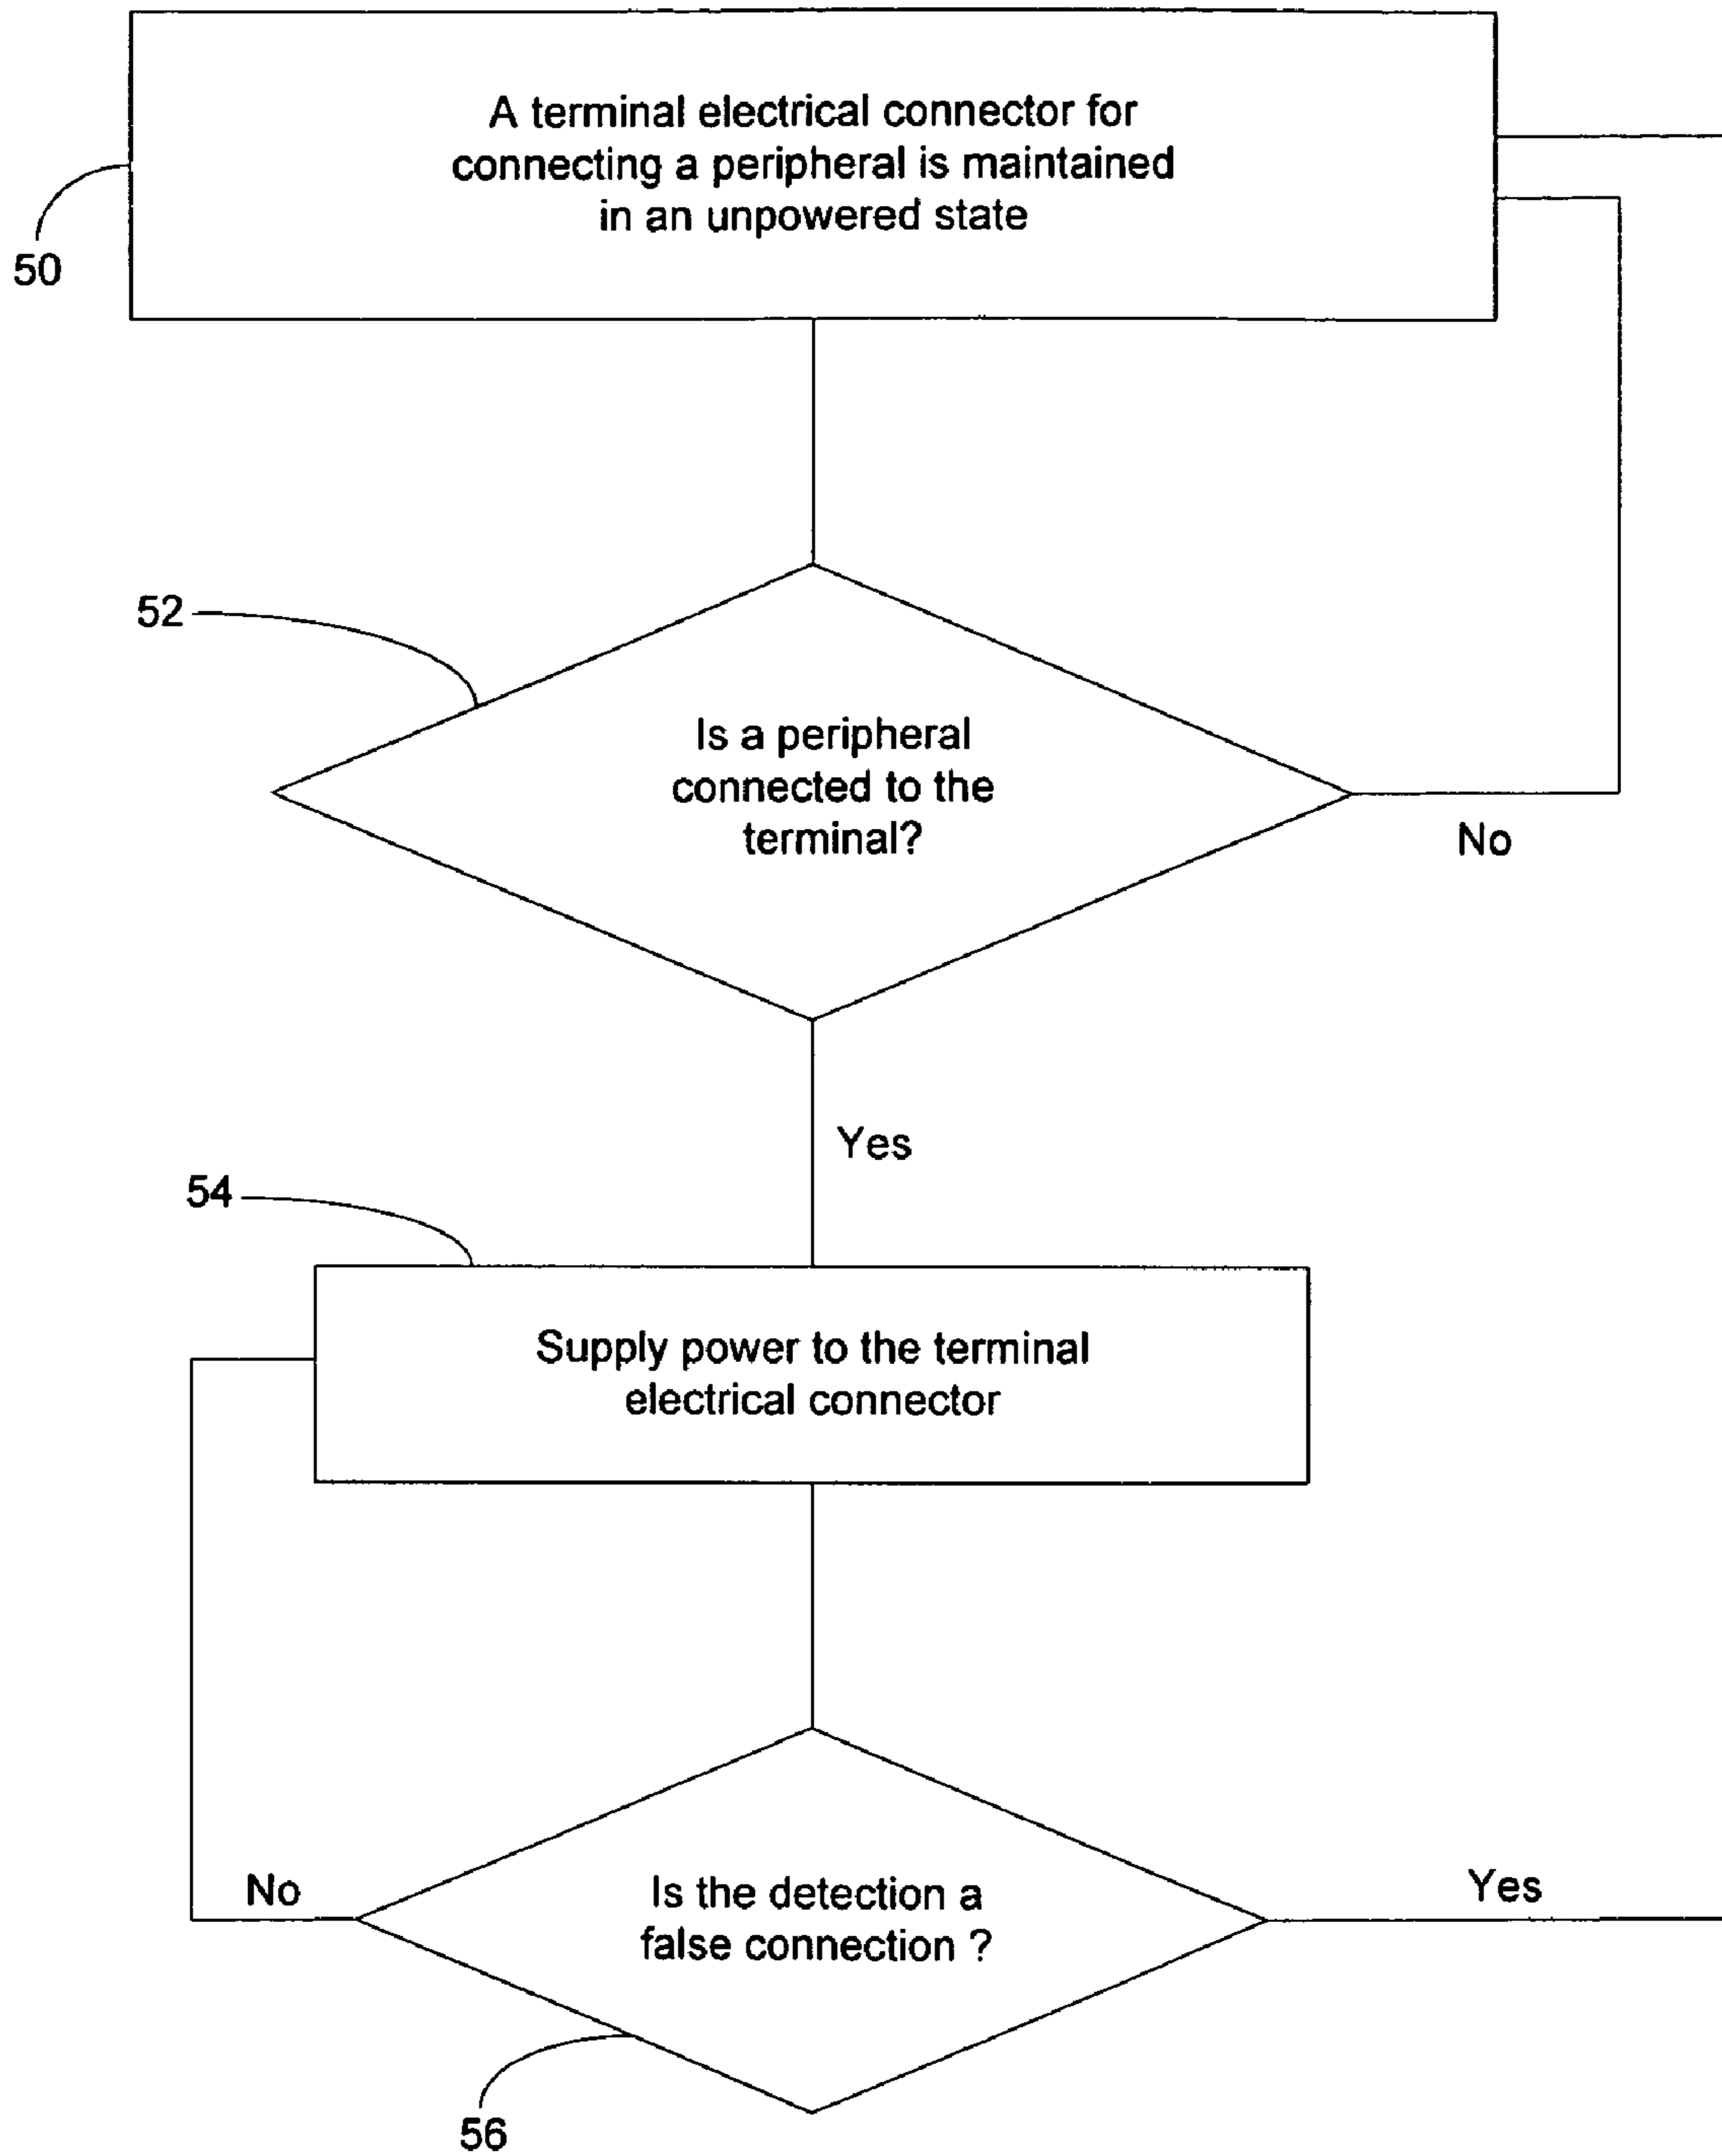 A terminal electrical connector for
connecting a peripheral is maintained
in an unpowered state
50
52
Is a peripheral
connected to the
terminal?
No
Yes
54
Supply power to the terminal
electrical connector
No
Is the detection a
false connection ?
Yes
56